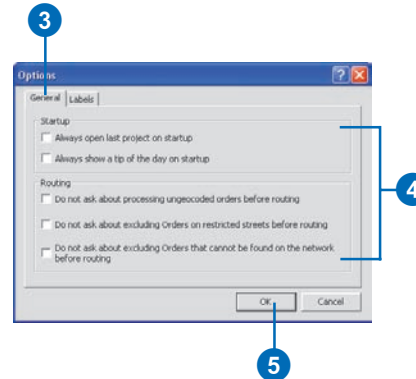 3
Options
General Labels
Startup
Always open last project on startup
Always show a tip of the day on startup
Routing
Do not ask about processing ungeocoded orders before routing
Do not ask about excluding Orders on restricted streets before routing
Do not ask about excluding Orders that cannot be found on the network
before routing
4
OK Cancel
5